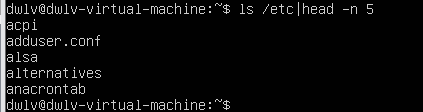 dwlv@dwlv-virtual-machine:~$ ls /etc|head -n 5
acpi
adduser.conf
alsa
alternatives
anacrontab
dwlv@dwlv-virtual-machine:~$